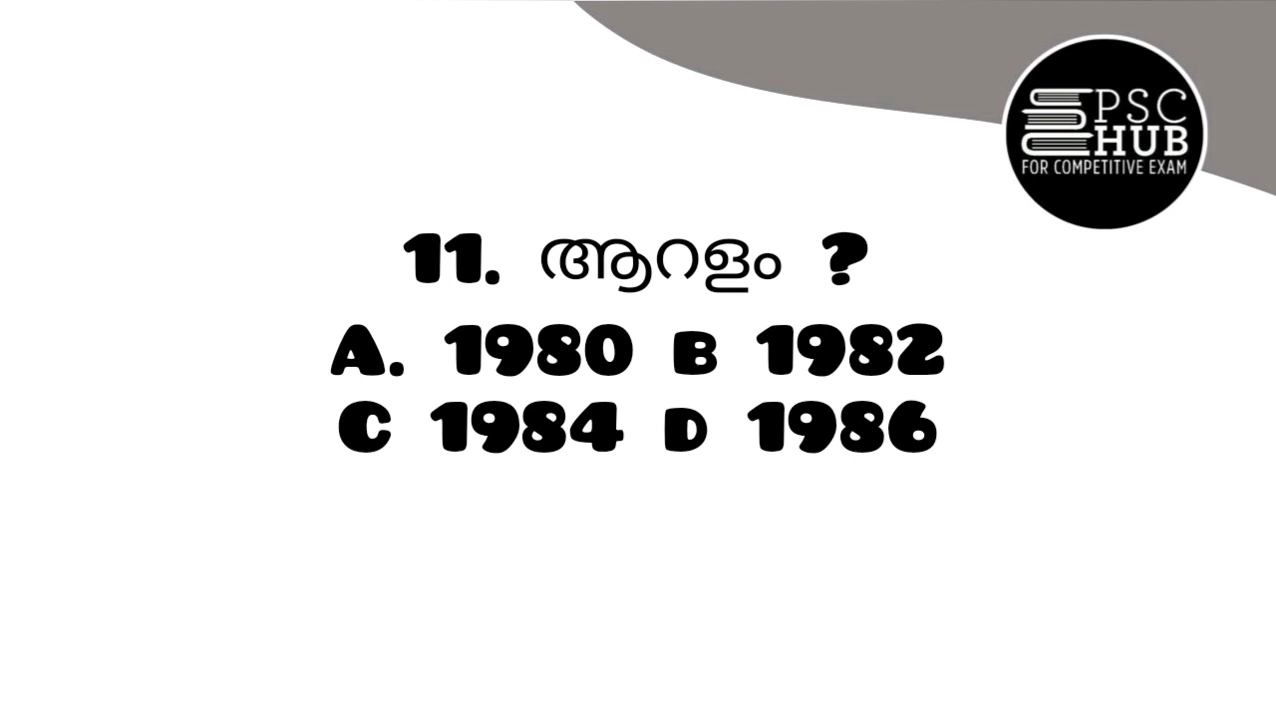 PSC
HUB
FOR COMPETITIVE EXAM
11. ആറളം ?
A. 1980 B 1982
C 1984 D 1986